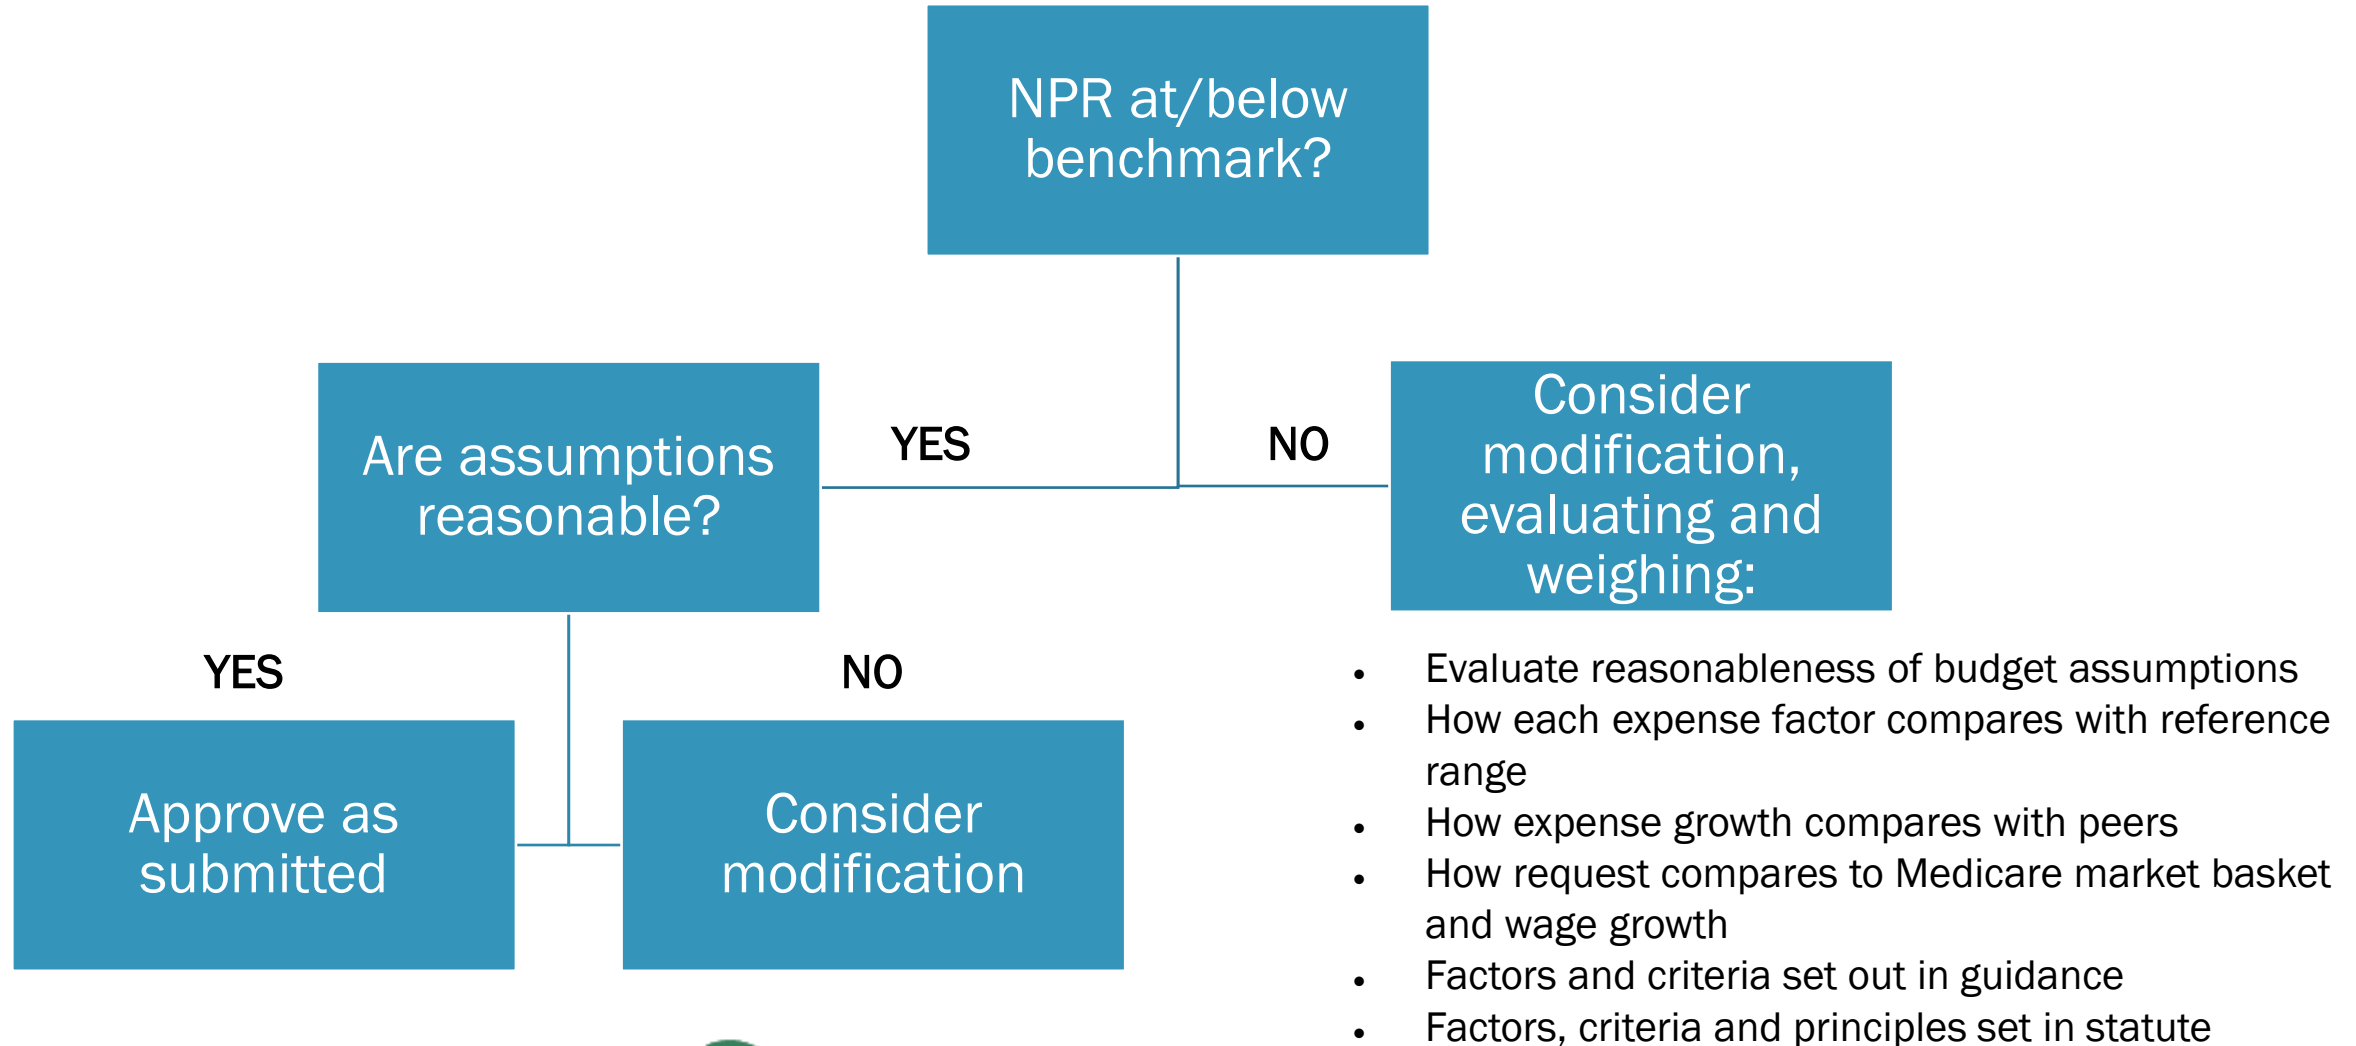 NPR at/below
benchmark?
Are assumptions
reasonable?
YES
NO
Consider
modification,
evaluating and
weighing:
YES
NO
Approve as
submitted
Consider
modification
• Evaluate reasonableness of budget assumptions
• How each expense factor compares with reference
range
• How expense growth compares with peers
• How request compares to Medicare market basket
and wage growth
• Factors and criteria set out in guidance
• Factors, criteria and principles set in statute